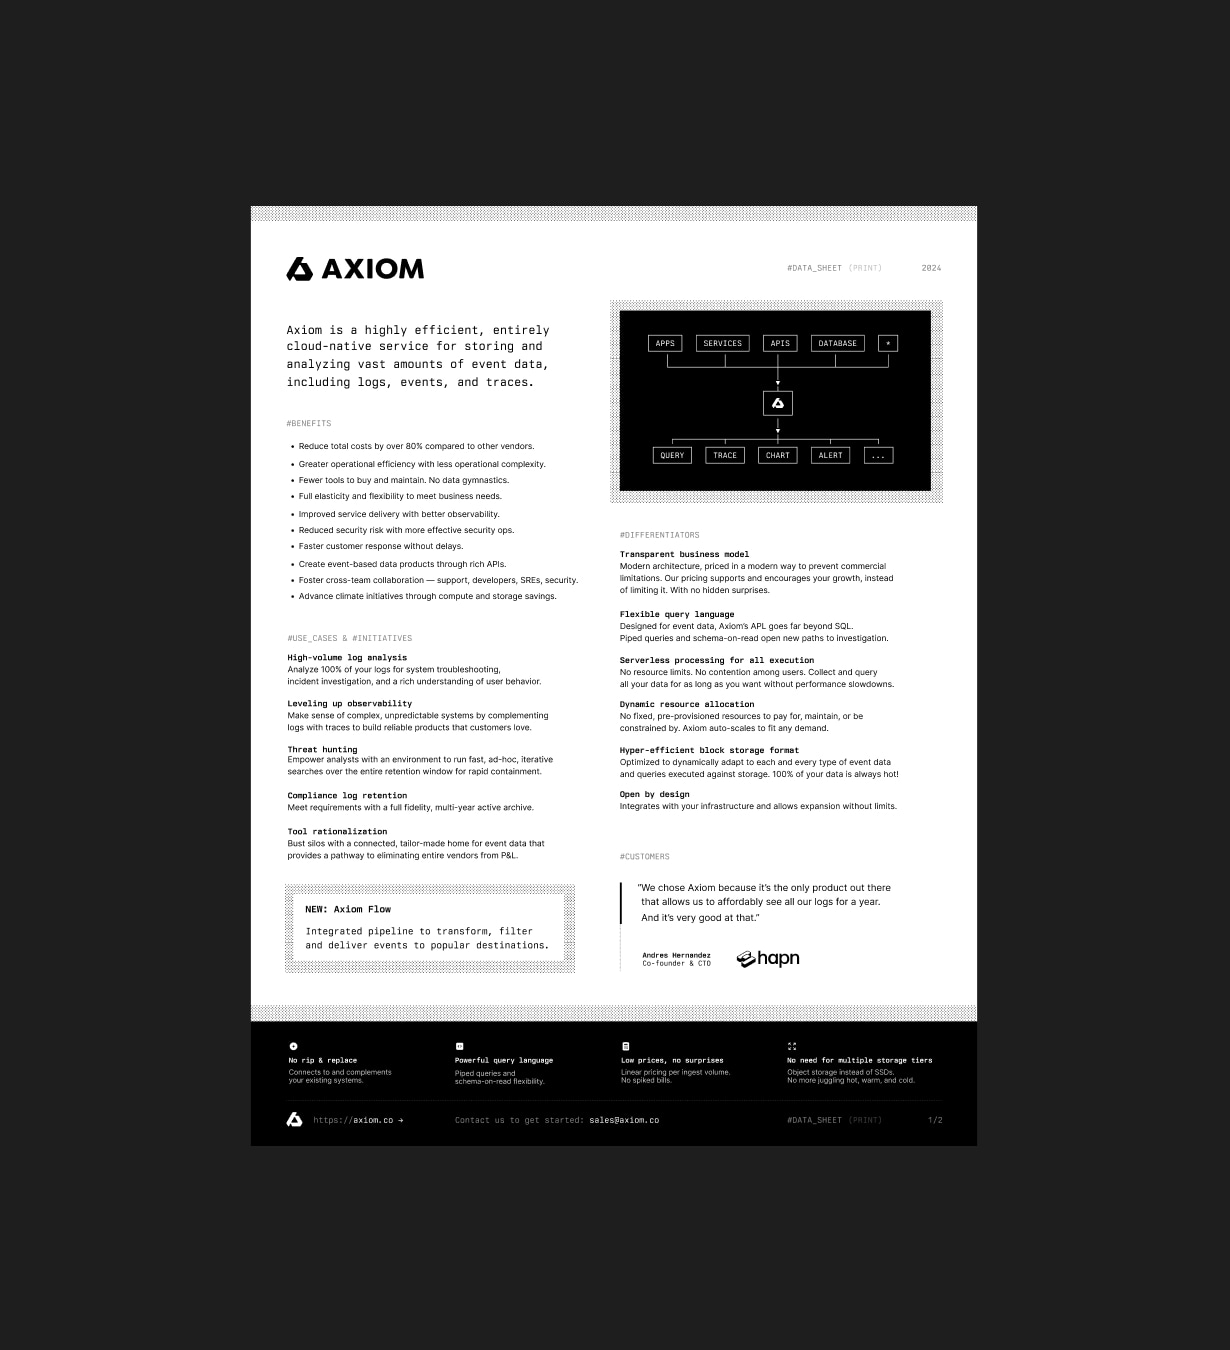 AXIOM
#DATA_SHEET (PRINT) 2024
Axiom is a highly efficient, entirely
cloud-native service for storing and
analyzing vast amounts of event data,
including logs, events, and traces.
#BENEFITS
• Reduce total costs by over 80% compared to other vendors.
• Greater operational efficiency with less operational complexity.
• Fewer tools to buy and maintain. No data gymnastics.
• Full elasticity and flexibility to meet business needs.
• Improved service delivery with better observability.
• Reduced security risk with more effective security ops.
• Faster customer response without delays.
• Create event-based data products through rich APIs.
• Foster cross-team collaboration — support, developers, SREs, security.
• Advance climate initiatives through compute and storage savings.
#USE_CASES & #INITIATIVES
High-volume log analysis
Analyze 100% of your logs for system troubleshooting,
incident investigation, and a rich understanding of user behavior.
Leveling up observability
Make sense of complex, unpredictable systems by complementing
logs with traces to build reliable products that customers love.
Threat hunting
Empower analysts with an environment to run fast, ad-hoc, iterative
searches over the entire retention window for rapid containment.
Compliance log retention
Meet requirements with a full fidelity, multi-year active archive.
Tool rationalization
Bust silos with a connected, tailor-made home for event data that
provides a pathway to eliminating entire vendors from P&L.
NEW: Axiom Flow
Integrated pipeline to transform, filter
and deliver events to popular destinations.
APPS SERVICES APIS DATABASE *
QUERY TRACE CHART ALERT ...
#DIFFERENTIATORS
Transparent business model
Modern architecture, priced in a modern way to prevent commercial
limitations. Our pricing supports and encourages your growth, instead
of limiting it. With no hidden surprises.
Flexible query language
Designed for event data, Axiom's APL goes far beyond SQL.
Piped queries and schema-on-read open new paths to investigation.
Serverless processing for all execution
No resource limits. No contention among users. Collect and query
all your data for as long as you want without performance slowdowns.
Dynamic resource allocation
No fixed, pre-provisioned resources to pay for, maintain, or be
constrained by. Axiom auto-scales to fit any demand.
Hyper-efficient block storage format
Optimized to dynamically adapt to each and every type of event data
and queries executed against storage. 100% of your data is always hot!
Open by design
Integrates with your infrastructure and allows expansion without limits.
#CUSTOMERS
“We chose Axiom because it’s the only product out there
that allows us to affordably see all our logs for a year.
And it’s very good at that.”
Andres Hernandez
Co-founder & CTO
hapn
No rip & replace
Connects to and complements
your existing systems.
Powerful query language
Piped queries and
schema-on-read flexibility.
Low prices, no surprises
Linear pricing per ingest volume.
No spiked bills.
No need for multiple storage tiers
Object storage instead of SSDs.
No more juggling hot, warm, and cold.
https://axiom.co →
Contact us to get started: sales@axiom.co
#DATA_SHEET (PRINT) 1/2